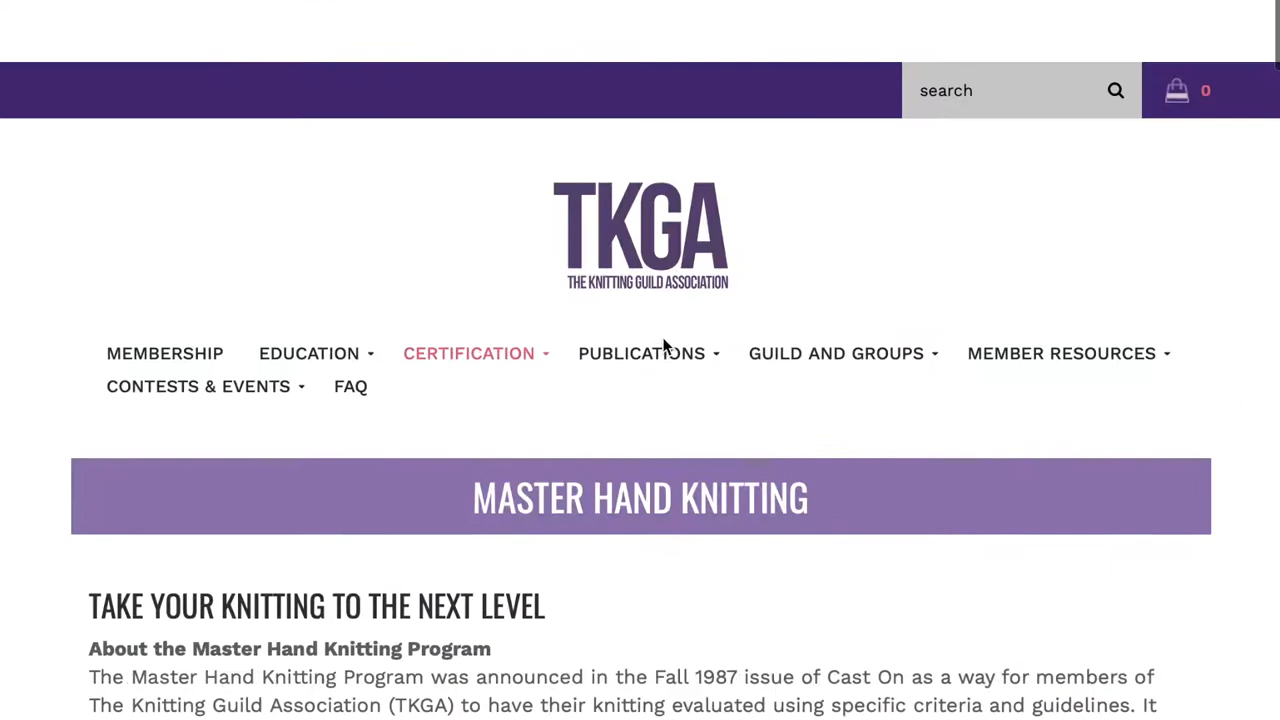 search
0
TKGA
THE KNITTING GUILD ASSOCIATION
MEMBERSHIP EDUCATION CERTIFICATION PUBLICATIONS GUILD AND GROUPS MEMBER RESOURCES
CONTESTS & EVENTS FAQ
MASTER HAND KNITTING
TAKE YOUR KNITTING TO THE NEXT LEVEL
About the Master Hand Knitting Program
The Master Hand Knitting Program was announced in the Fall 1987 issue of Cast On as a way for members of
The Knitting Guild Association (TKGA) to have their knitting evaluated using specific criteria and guidelines. It